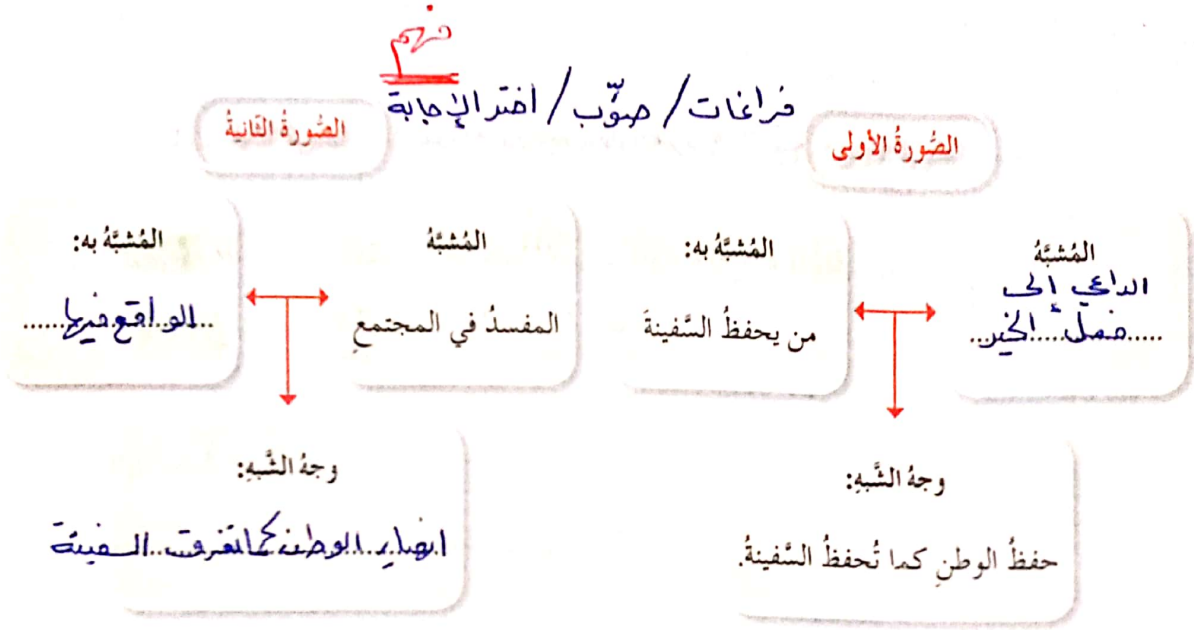 فهم
فراغات / صوّب / اختر الإجابة
الصُّورةُ الأولى
المُشبَّهُ
الداعي إلى
فعل الخير
المُشبَّهُ به:
من يحفظُ السَّفينةَ
وجهُ الشَّبهِ:
حفظُ الوطنِ كما تُحفظُ السَّفينةُ.
الصُّورةُ الثانيةُ
المُشبَّهُ
المفسدُ في المجتمعِ
المُشبَّهُ به:
الواقع فيها
وجهُ الشَّبهِ:
انهيار الوطن كما تغرق السفينة